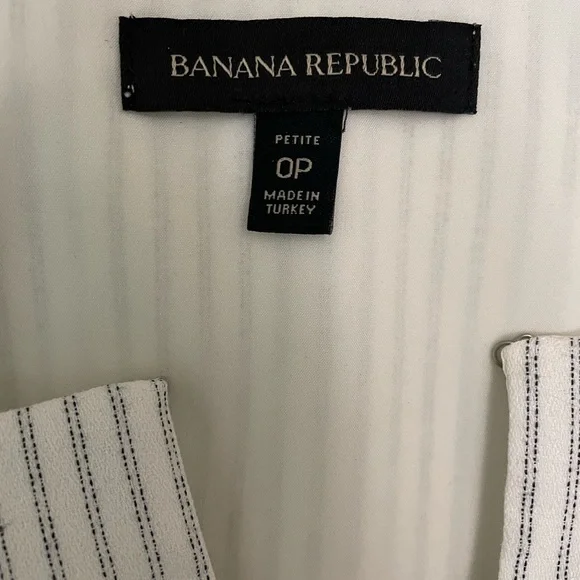 BANANA REPUBLIC
PETITE
0P
MADE IN
TURKEY